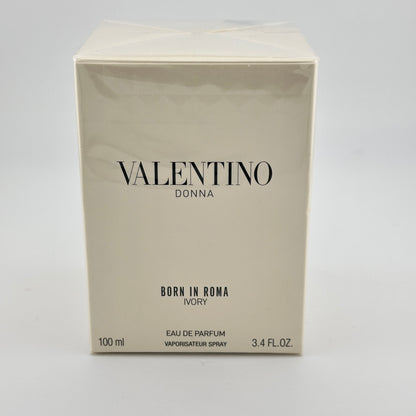 VALENTINO
DONNA
BORN IN ROMA
IVORY
EAU DE PARFUM
100 ml VAPORISATEUR SPRAY 3.4 FL.OZ.